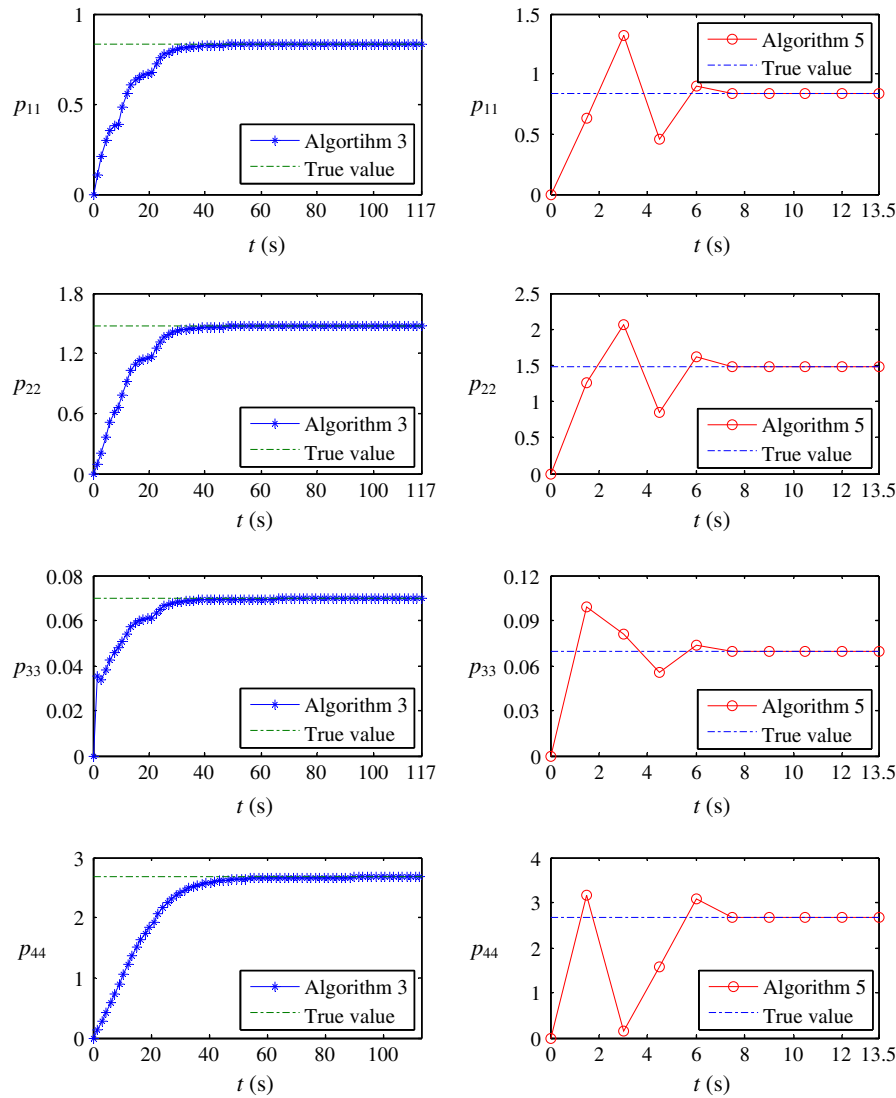 1
0.5
0
p11
0 20 40 60 80 100 117
t (s)
Algortihm 3
True value
1.5
1
0.5
0
p11
0 2 4 6 8 10 12 13.5
t (s)
Algorithm 5
True value
1.8
1.2
0.6
0
p22
0 20 40 60 80 100 117
t (s)
Algorithm 3
True value
2.5
2
1.5
1
0.5
0
p22
0 2 4 6 8 10 12 13.5
t (s)
Algorithm 5
True value
0.08
0.06
0.04
0.02
0
p33
0 20 40 60 80 100 117
t (s)
Algorithm 3
True value
0.12
0.09
0.06
0.03
0
p33
0 2 4 6 8 10 12 13.5
t (s)
Algorithm 5
True value
3
2
1
0
p44
0 20 40 60 80 100
t (s)
Algorithm 3
True value
4
3
2
1
0
p44
0 2 4 6 8 10 12 13.5
t (s)
Algorithm 5
True value